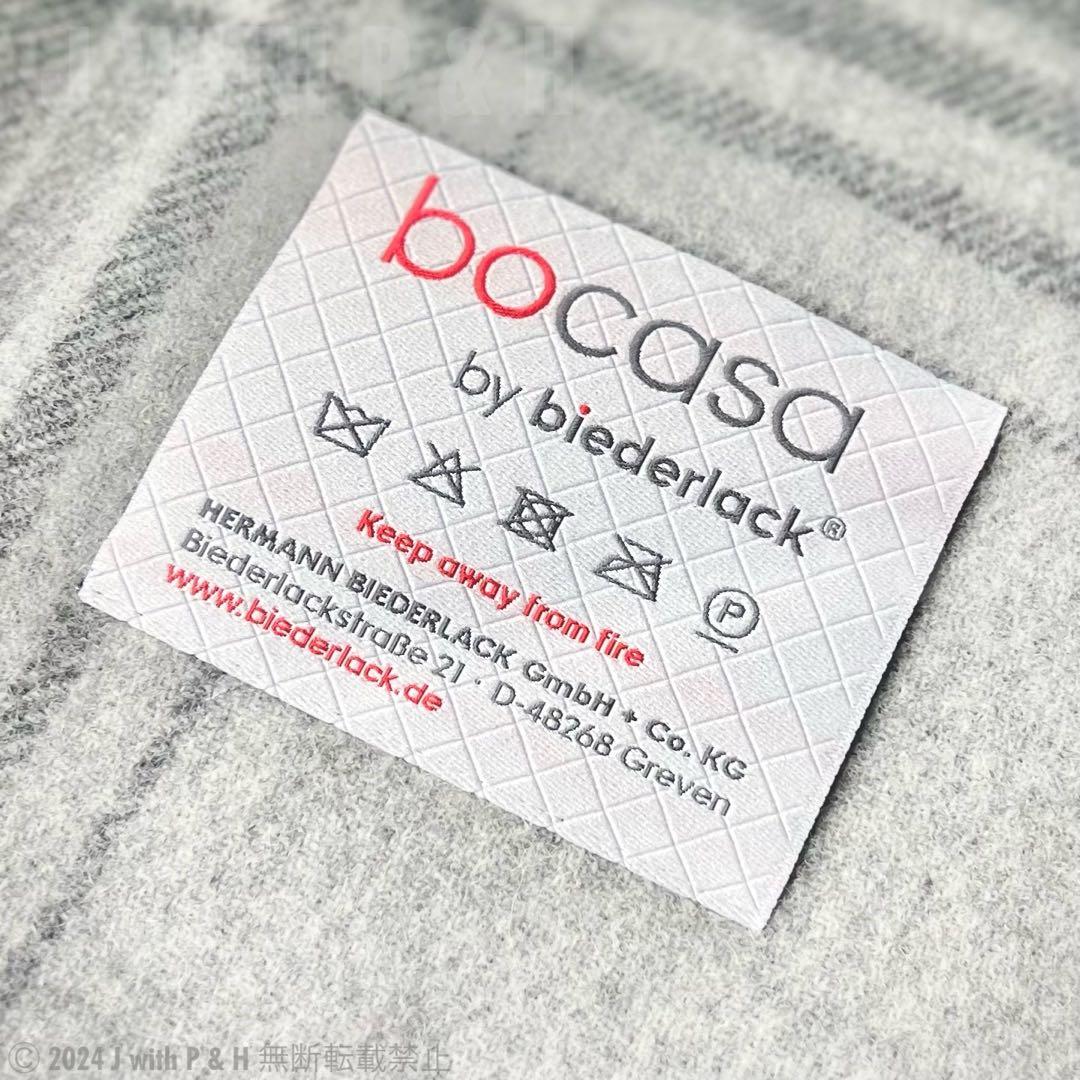 J with P & H
bocasa
by biederlack®
P
Keep away from fire
HERMANN BIEDERLACK GmbH + Co. KG
Biederlackstraße 21 · D-48268 Greven
www.biederlack.de
© 2024 J with P & H 無断転載禁止